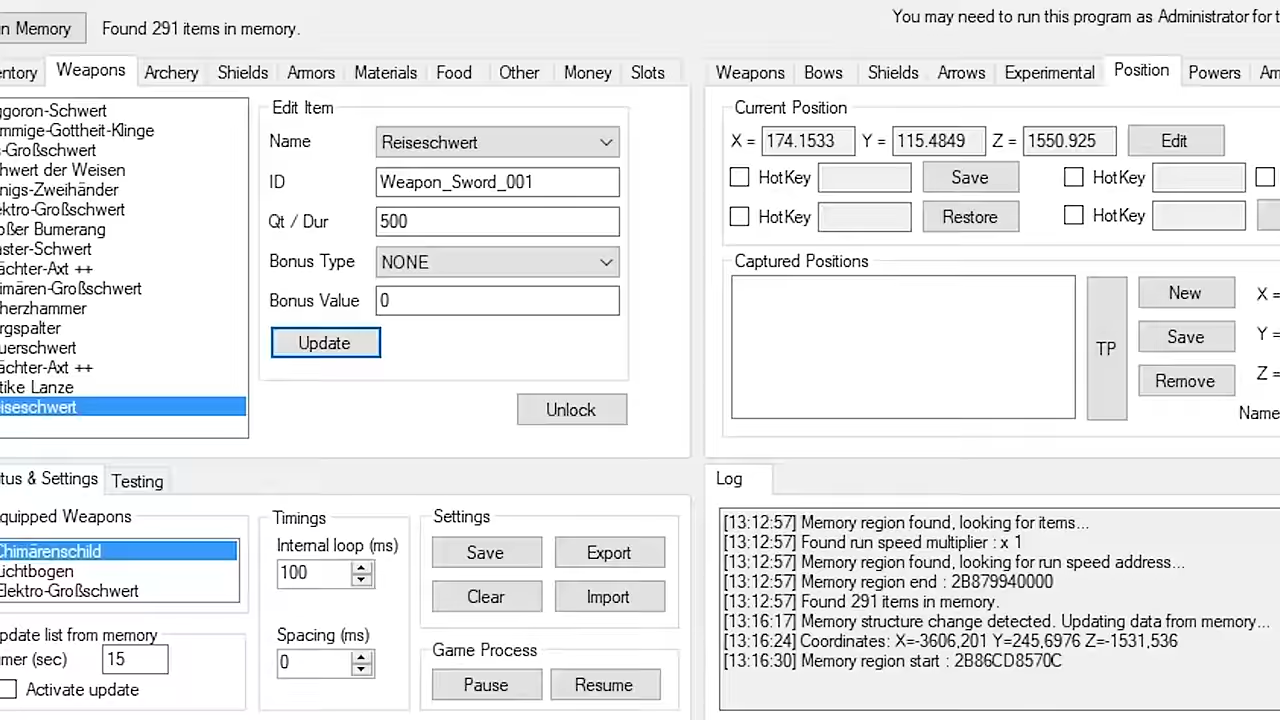 n Memory
Found 291 items in memory.
You may need to run this program as Administrator for t
entory Weapons Archery Shields Armors Materials Food Other Money Slots
ggoron-Schwert
mmige-Gottheit-Klinge
s-Großschwert
hwert der Weisen
nigs-Zweihänder
ektro-Großschwert
oßer Bumerang
aster-Schwert
ächter-Axt ++
imären-Großschwert
herzhammer
rgspalter
uerschwert
ächter-Axt ++
tike Lanze
eiseschwert
Edit Item
Name Reiseschwert
ID Weapon_Sword_001
Qt / Dur 500
Bonus Type NONE
Bonus Value 0
Update
Unlock
Weapons Bows Shields Arrows Experimental Position Powers Am
Current Position
X = 174.1533 Y = 115.4849 Z = 1550.925 Edit
HotKey Save HotKey
HotKey Restore HotKey
Captured Positions
TP
New X =
Save Y =
Remove Z =
Name
tus & Settings Testing
quipped Weapons
Chimärenschild
ichtbogen
Elektro-Großschwert
pdate list from memory
mer (sec) 15
Activate update
Timings
Internal loop (ms)
100
Spacing (ms)
0
Settings
Save Export
Clear Import
Game Process
Pause Resume
Log
[13:12:57] Memory region found, looking for items...
[13:12:57] Found run speed multiplier : x 1
[13:12:57] Memory region found, looking for run speed address...
[13:12:57] Memory region end : 2B879940000
[13:12:57] Found 291 items in memory.
[13:16:17] Memory structure change detected. Updating data from memory...
[13:16:24] Coordinates: X=-3606,201 Y=245,6976 Z=-1531,536
[13:16:30] Memory region start : 2B86CD8570C